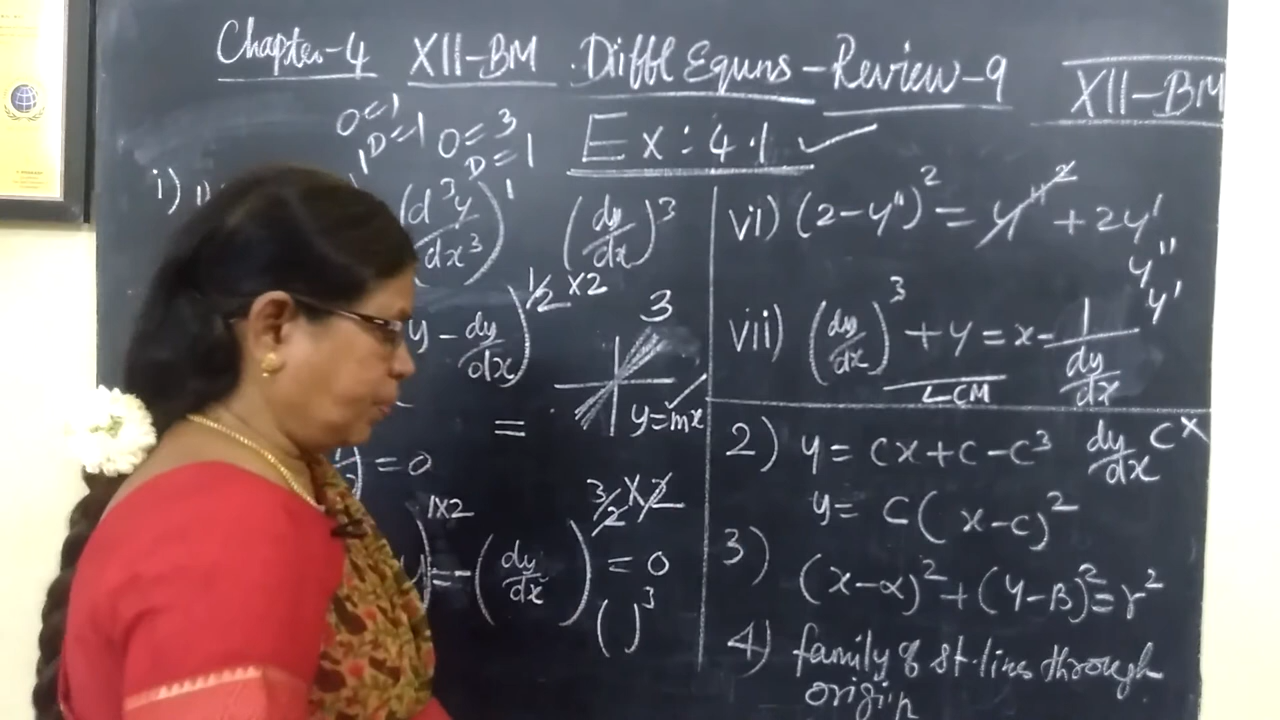 Chapter-4 XII-BM Diffl Equns - Review-9
XII-BM
Ex: 4.1 ✓
O=1
D=1
O=3
D=1
i)
(d³y/dx³)¹ (dy/dx)³
y - dy/dx)^1/2 X2
3
=
y=mx
=0
1X2
3/2 X 2
= -(dy/dx) = 0
( )³
vi) (2-y'')² = y''² + 2y'
y''
y'
vii) (dy/dx)³ + y = x - 1/(dy/dx)
LCM
2) y = cx+c-c³ dy/dx cx
y = c(x-c)²
3) (x-α)²+(y-β)²=r²
4) family of st.lines through
origin